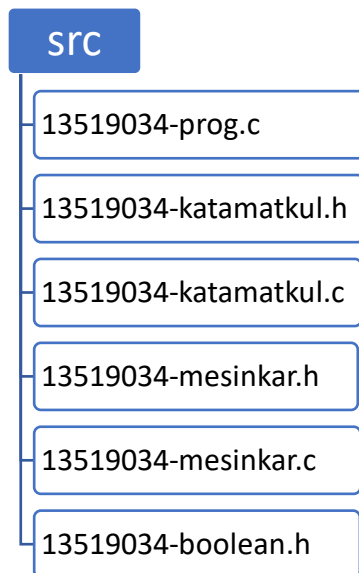 src
13519034-prog.c
13519034-katamatkul.h
13519034-katamatkul.c
13519034-mesinkar.h
13519034-mesinkar.c
13519034-boolean.h